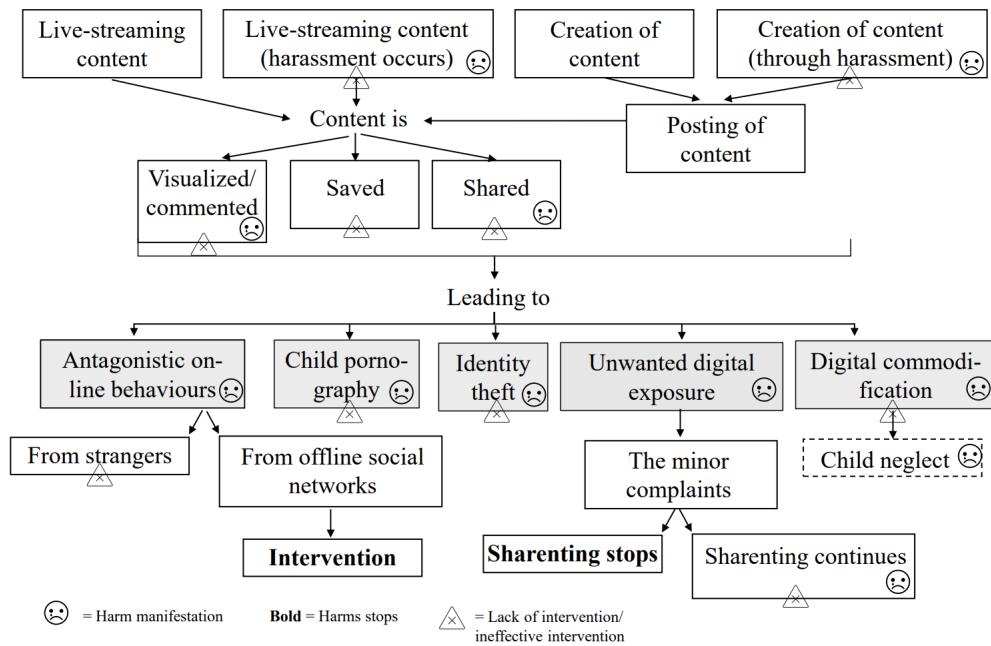 Live-streaming
content
Live-streaming content
(harassment occurs)
Creation of
content
Creation of content
(through harassment)
Content is
Posting of
content
Visualized/
commented
Saved
Shared
Leading to
Antagonistic on-
line behaviours
Child porno-
graphy
Identity
theft
Unwanted digital
exposure
Digital commodi-
fication
From strangers
From offline social
networks
The minor
complaints
Child neglect
Intervention
Sharenting stops
Sharenting continues
= Harm manifestation
Bold = Harms stops
= Lack of intervention/
ineffective intervention